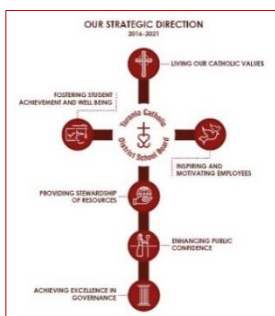 OUR STRATEGIC DIRECTION
2016-2021
LIVING OUR CATHOLIC VALUES
FOSTERING STUDENT
ACHIEVEMENT AND WELL BEING
Toronto Catholic
District School Board
INSPIRING AND
MOTIVATING EMPLOYEES
PROVIDING STEWARDSHIP
OF RESOURCES
ENHANCING PUBLIC
CONFIDENCE
ACHIEVING EXCELLENCE IN
GOVERNANCE